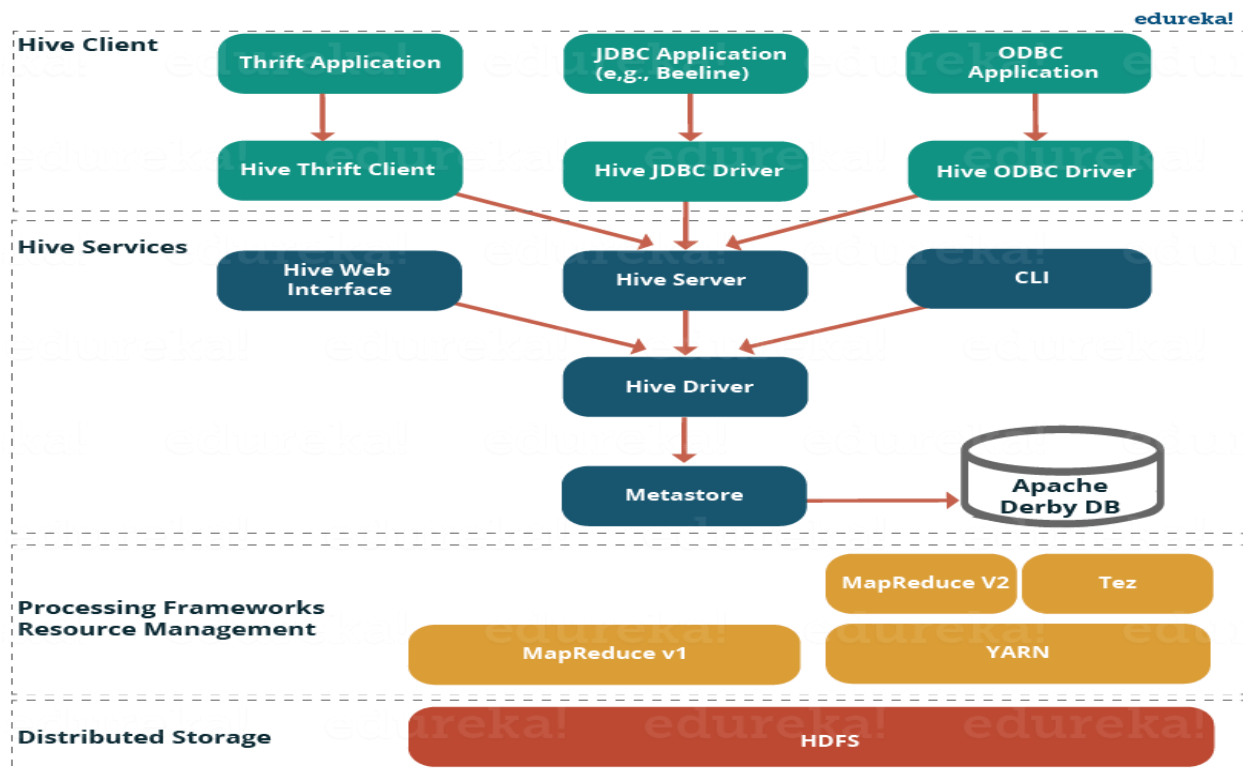 edureka!
Hive Client
Thrift Application
JDBC Application
(e,g., Beeline)
ODBC
Application
Hive Thrift Client
Hive JDBC Driver
Hive ODBC Driver
Hive Services
Hive Web
Interface
Hive Server
CLI
Hive Driver
Metastore
Apache
Derby DB
Processing Frameworks
Resource Management
MapReduce V2
Tez
MapReduce v1
YARN
Distributed Storage
HDFS